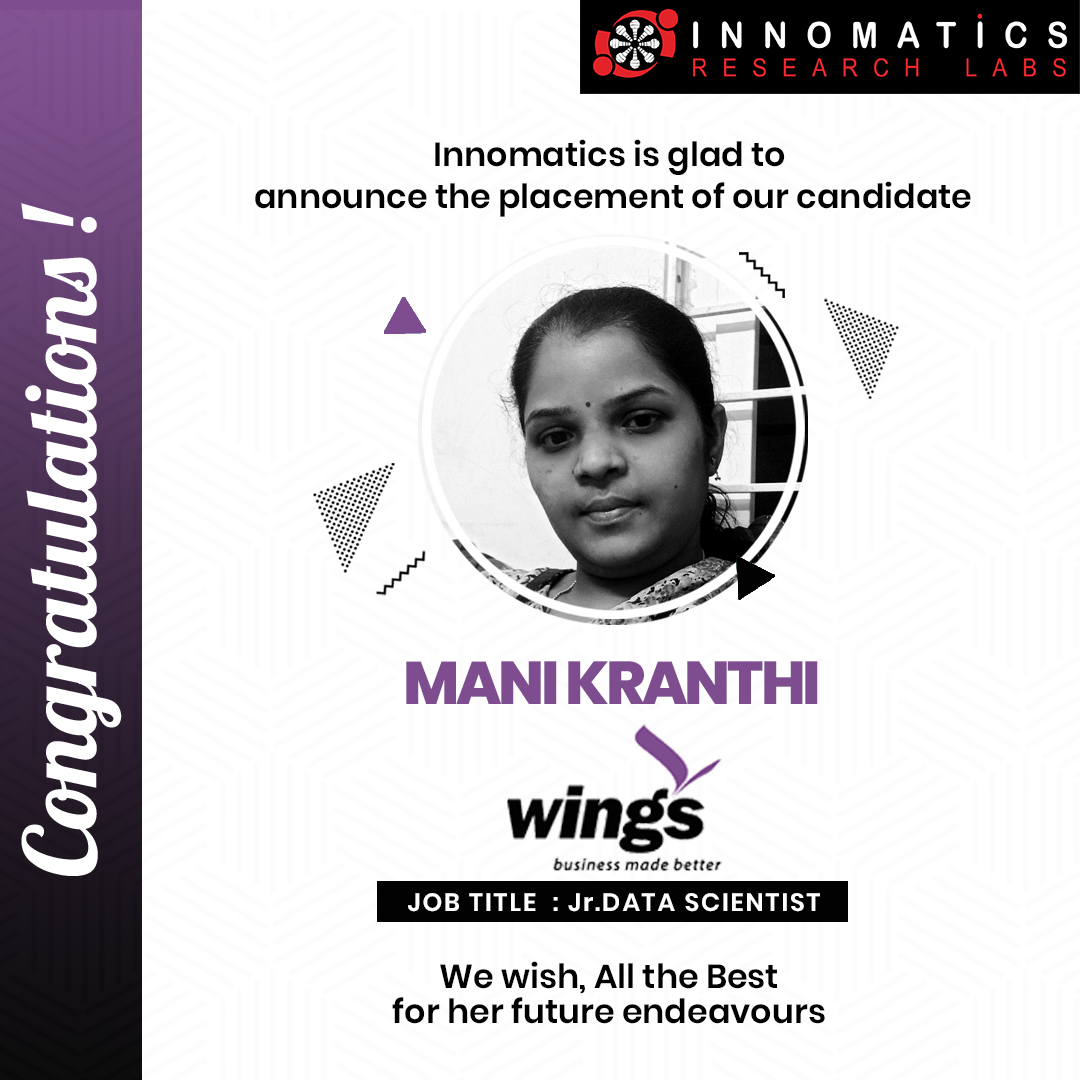 INNOMATiCS
RESEARCH LABS
Innomatics is glad to
announce the placement of our candidate
Congratulations !
MANI KRANTHI
wings
business made better
JOB TITLE : Jr.DATA SCIENTIST
We wish, All the Best
for her future endeavours